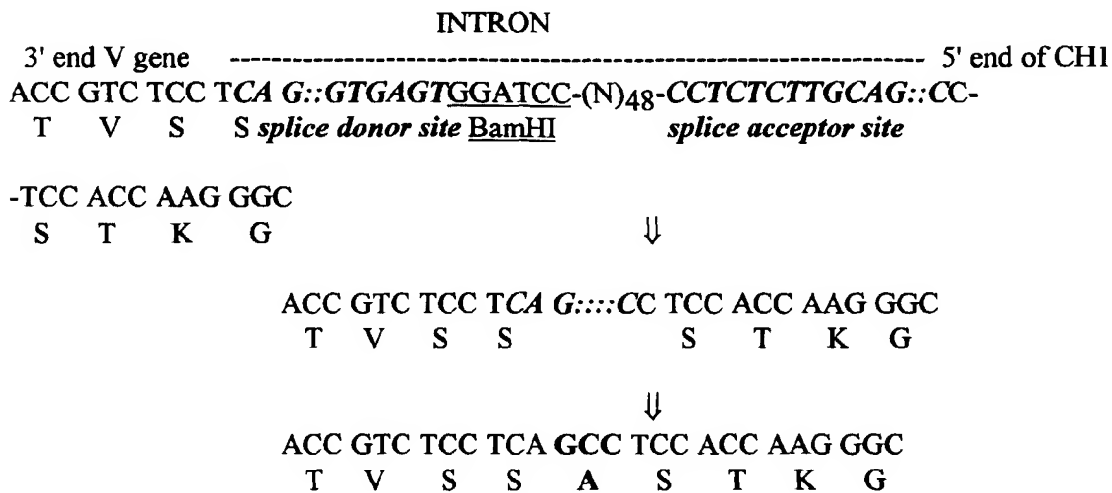 INTRON
3' end V gene ------------------------------------------------------------------------ 5' end of CH1
ACC GTC TCC TCA G::GTGAGTGGATCC-(N)48-CCTCTCTTGCAG::CC-
T V S S splice donor site BamHI splice acceptor site
-TCC ACC AAG GGC
S T K G ⇓
ACC GTC TCC TCA G::::CC TCC ACC AAG GGC
T V S S S T K G
⇓
ACC GTC TCC TCA GCC TCC ACC AAG GGC
T V S S A S T K G